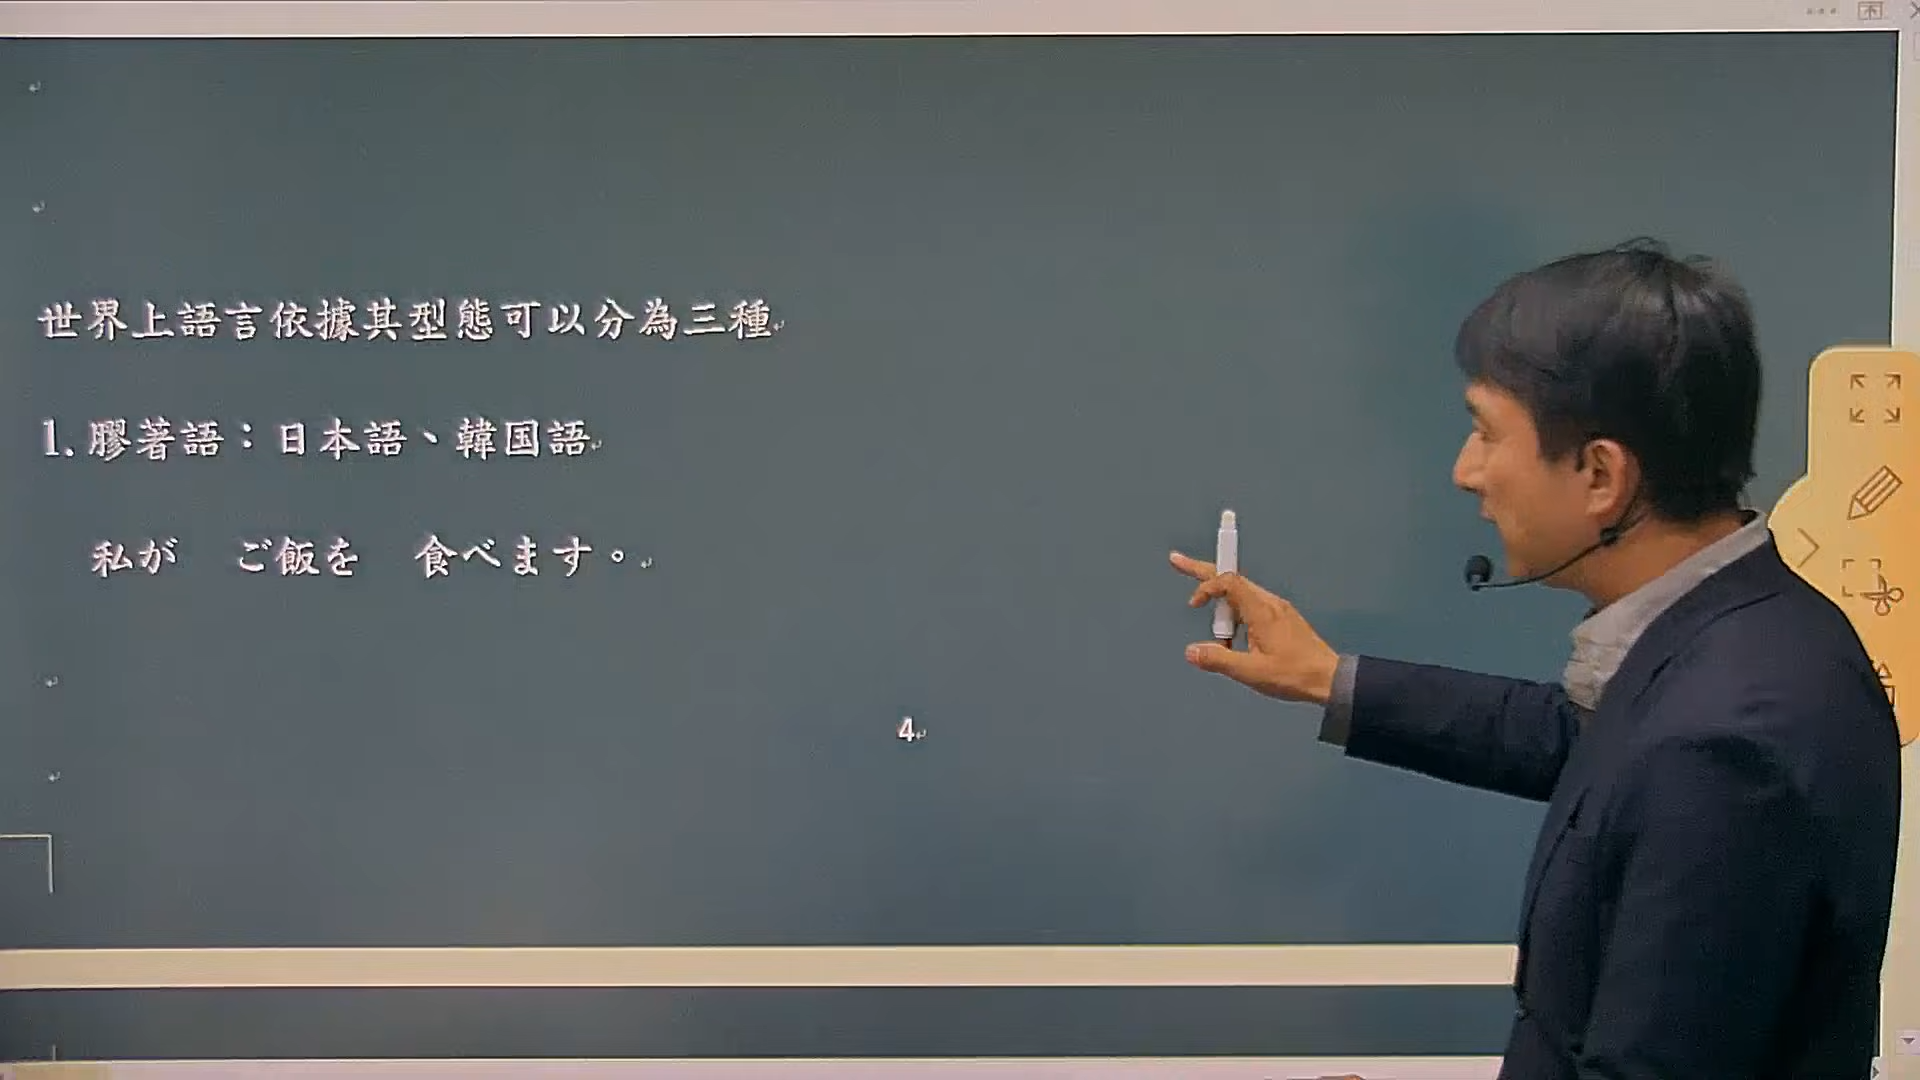 世界上語言依據其型態可以分為三種
1. 膠著語：日本語、韓国語
私が　ご飯を　食べます。
4